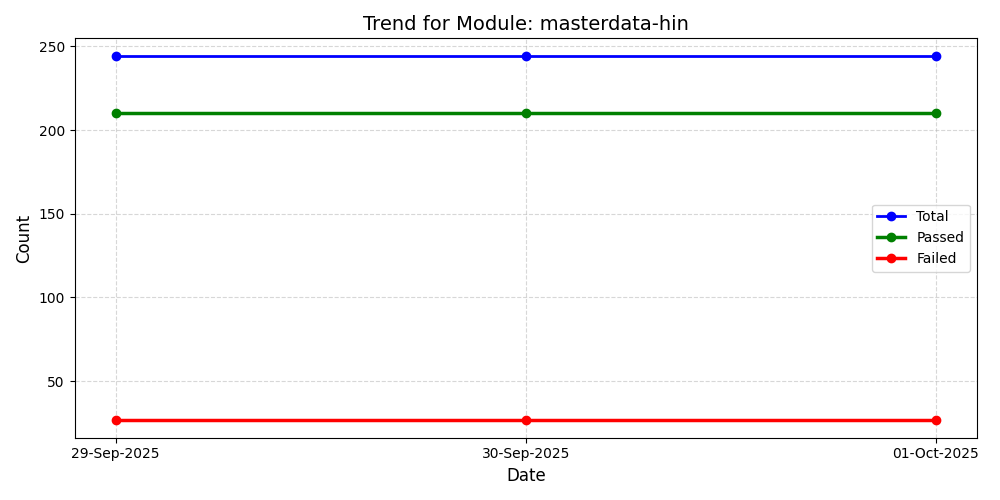 Trend for Module: masterdata-hin
250
200
150
100
50
Count
Total
Passed
Failed
29-Sep-2025
30-Sep-2025
01-Oct-2025
Date